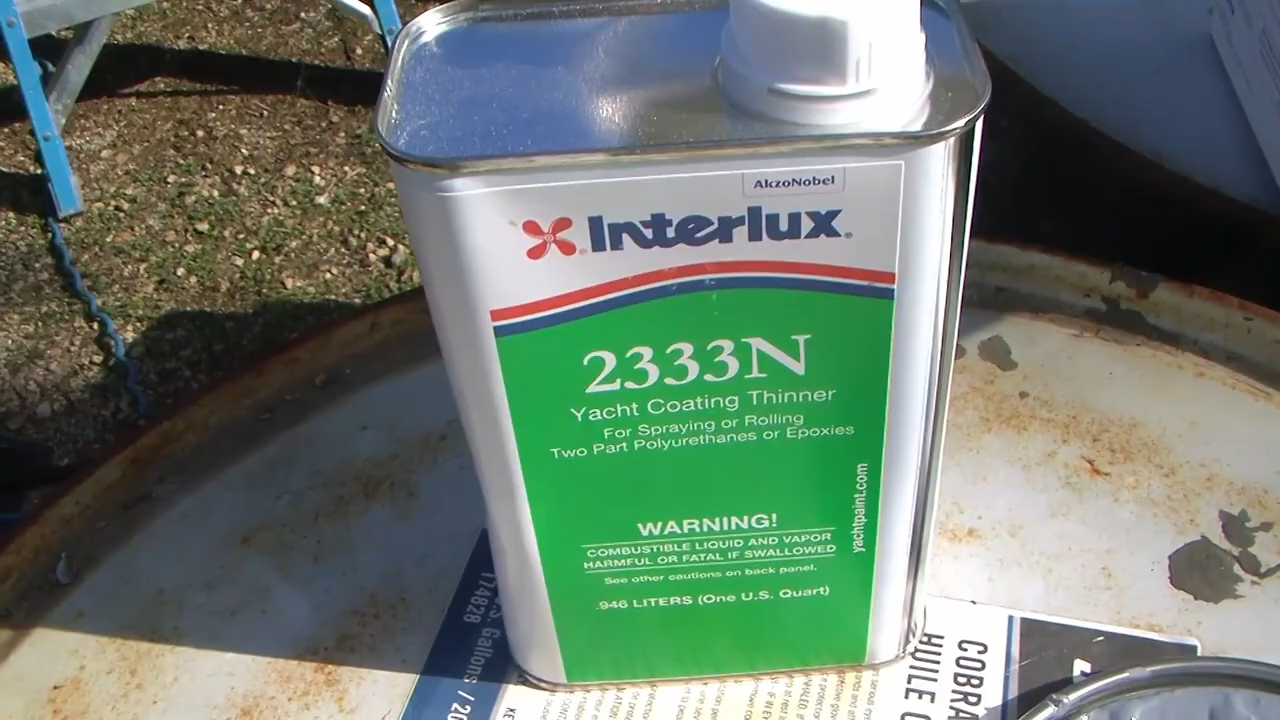 AkzoNobel
Interlux
2333N
Yacht Coating Thinner
For Spraying or Rolling
Two Part Polyurethanes or Epoxies
yachtpaint.com
WARNING!
COMBUSTIBLE LIQUID AND VAPOR
HARMFUL OR FATAL IF SWALLOWED
See other cautions on back panel.
.946 LITERS (One U.S. Quart)
U.S. Gallons / 20
174828
COBRA
HUILE